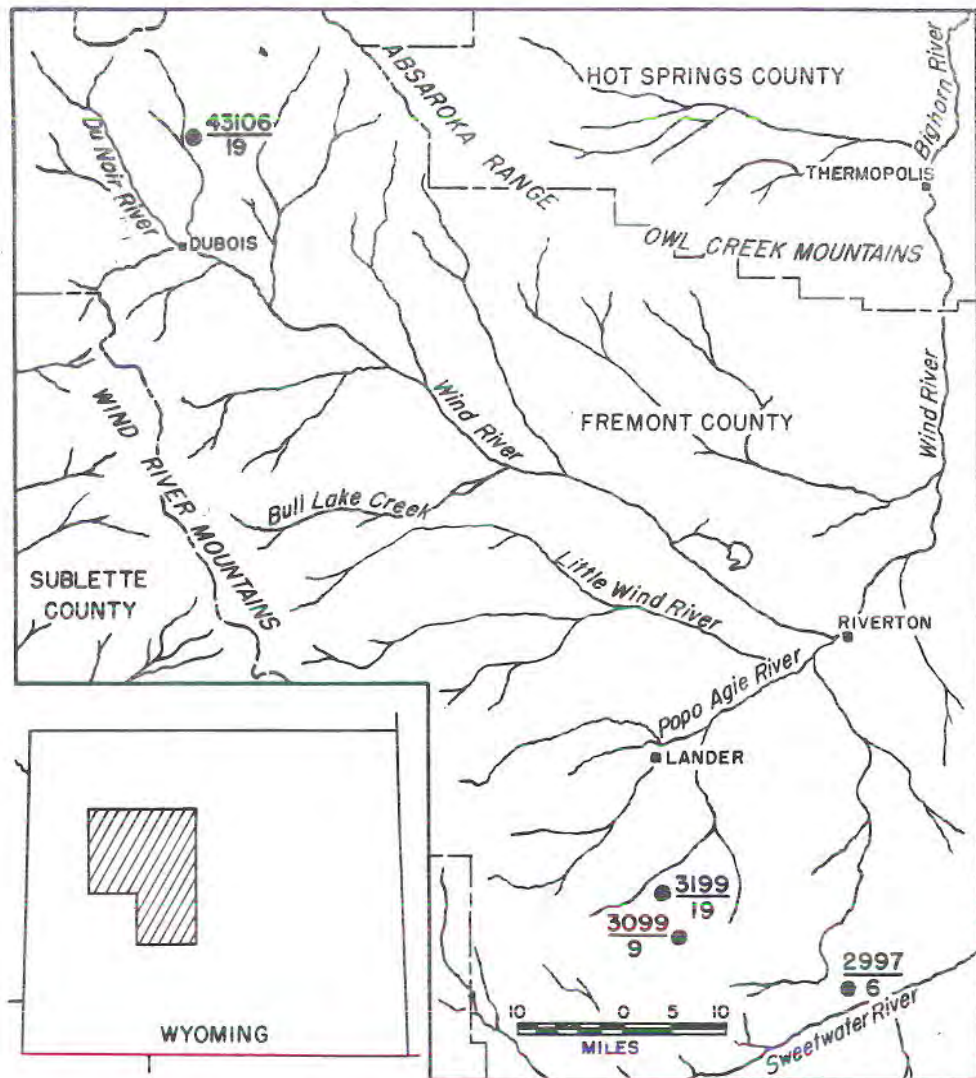 HOT SPRINGS COUNTY
Bighorn River
ABSAROKA RANGE
43106
19
Du Noir River
THERMOPOLIS
DUBOIS
OWL CREEK MOUNTAINS
WIND RIVER MOUNTAINS
Wind River
FREMONT COUNTY
Wind River
Bull Lake Creek
Little Wind River
SUBLETTE
COUNTY
RIVERTON
Popo Agie River
LANDER
3199
19
3099
9
2997
6
10 0 5 10
MILES
Sweetwater River
WYOMING